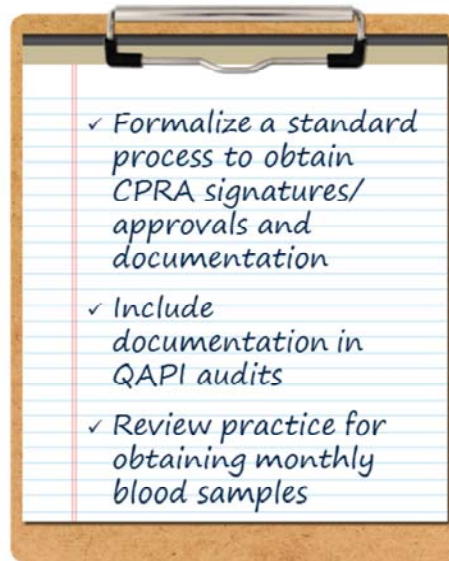 ✓ Formalize a standard
process to obtain
CPRA signatures/
approvals and
documentation
✓ Include
documentation in
QAPI audits
✓ Review practice for
obtaining monthly
blood samples